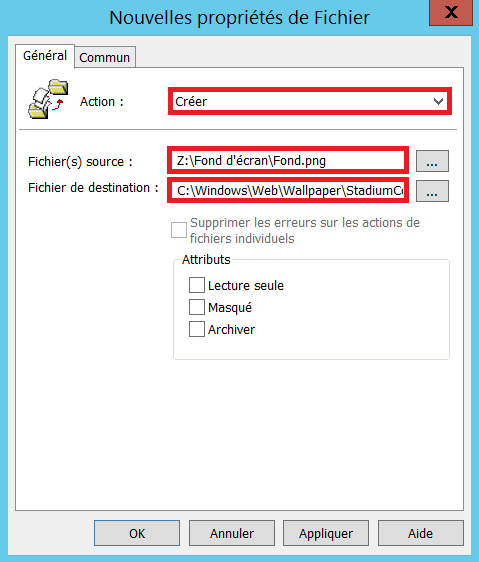 Nouvelles propriétés de Fichier
X
Général
Commun
Action :
Créer
Fichier(s) source :
Z:\Fond d'écran\Fond.png
...
Fichier de destination :
C:\Windows\Web\Wallpaper\StadiumCo
...
Supprimer les erreurs sur les actions de
fichiers individuels
Attributs
Lecture seule
Masqué
Archiver
OK
Annuler
Appliquer
Aide